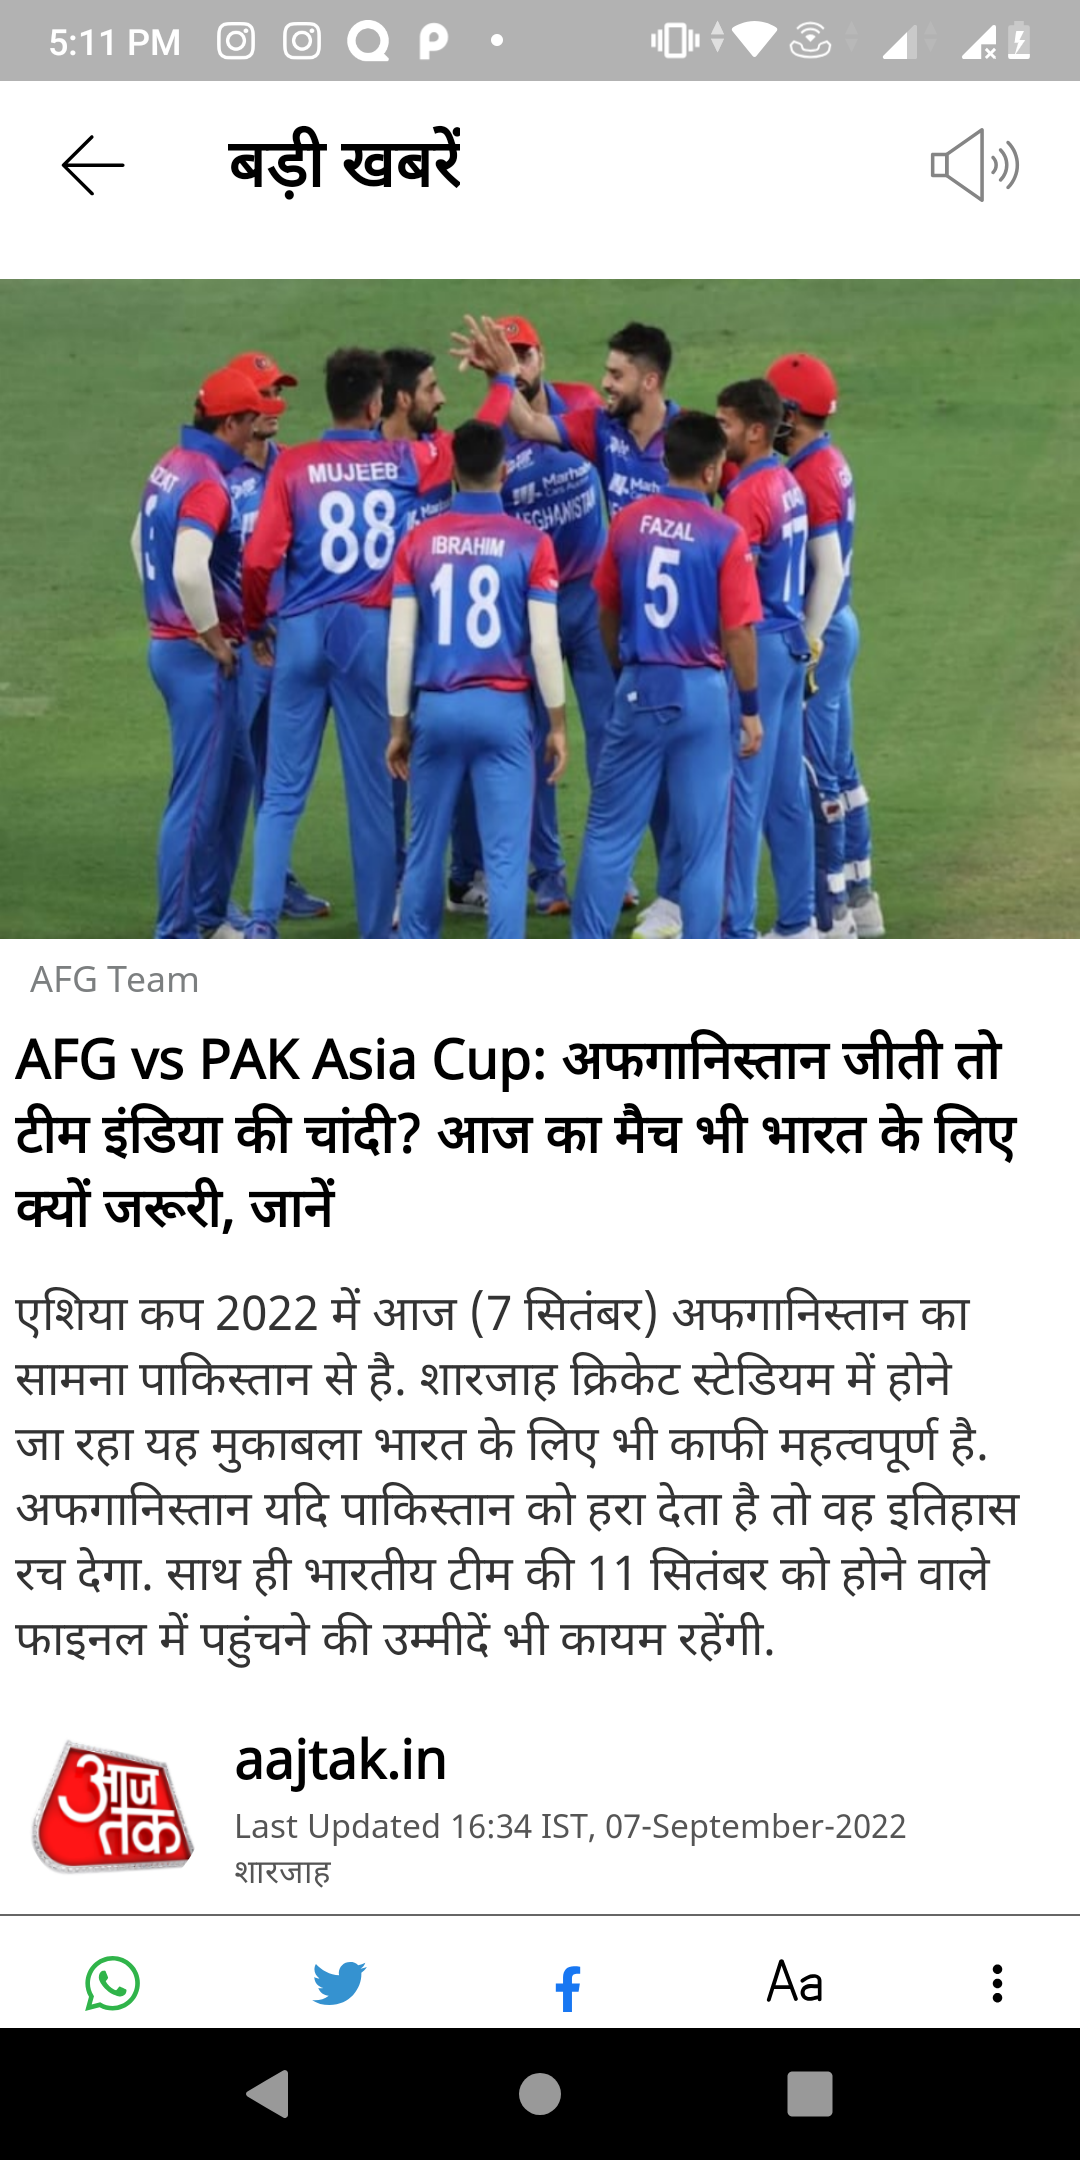 5:11 PM
बड़ी खबरें
MUJEEB
88
IBRAHIM
18
FAZAL
5
AFGHANISTAN
77
AFG Team
AFG vs PAK Asia Cup: अफगानिस्तान जीती तो
टीम इंडिया की चांदी? आज का मैच भी भारत के लिए
क्यों जरूरी, जानें
एशिया कप 2022 में आज (7 सितंबर) अफगानिस्तान का
सामना पाकिस्तान से है. शारजाह क्रिकेट स्टेडियम में होने
जा रहा यह मुकाबला भारत के लिए भी काफी महत्वपूर्ण है.
अफगानिस्तान यदि पाकिस्तान को हरा देता है तो वह इतिहास
रच देगा. साथ ही भारतीय टीम की 11 सितंबर को होने वाले
फाइनल में पहुंचने की उम्मीदें भी कायम रहेंगी.
आज
तक
aajtak.in
Last Updated 16:34 IST, 07-September-2022
शारजाह
Aa